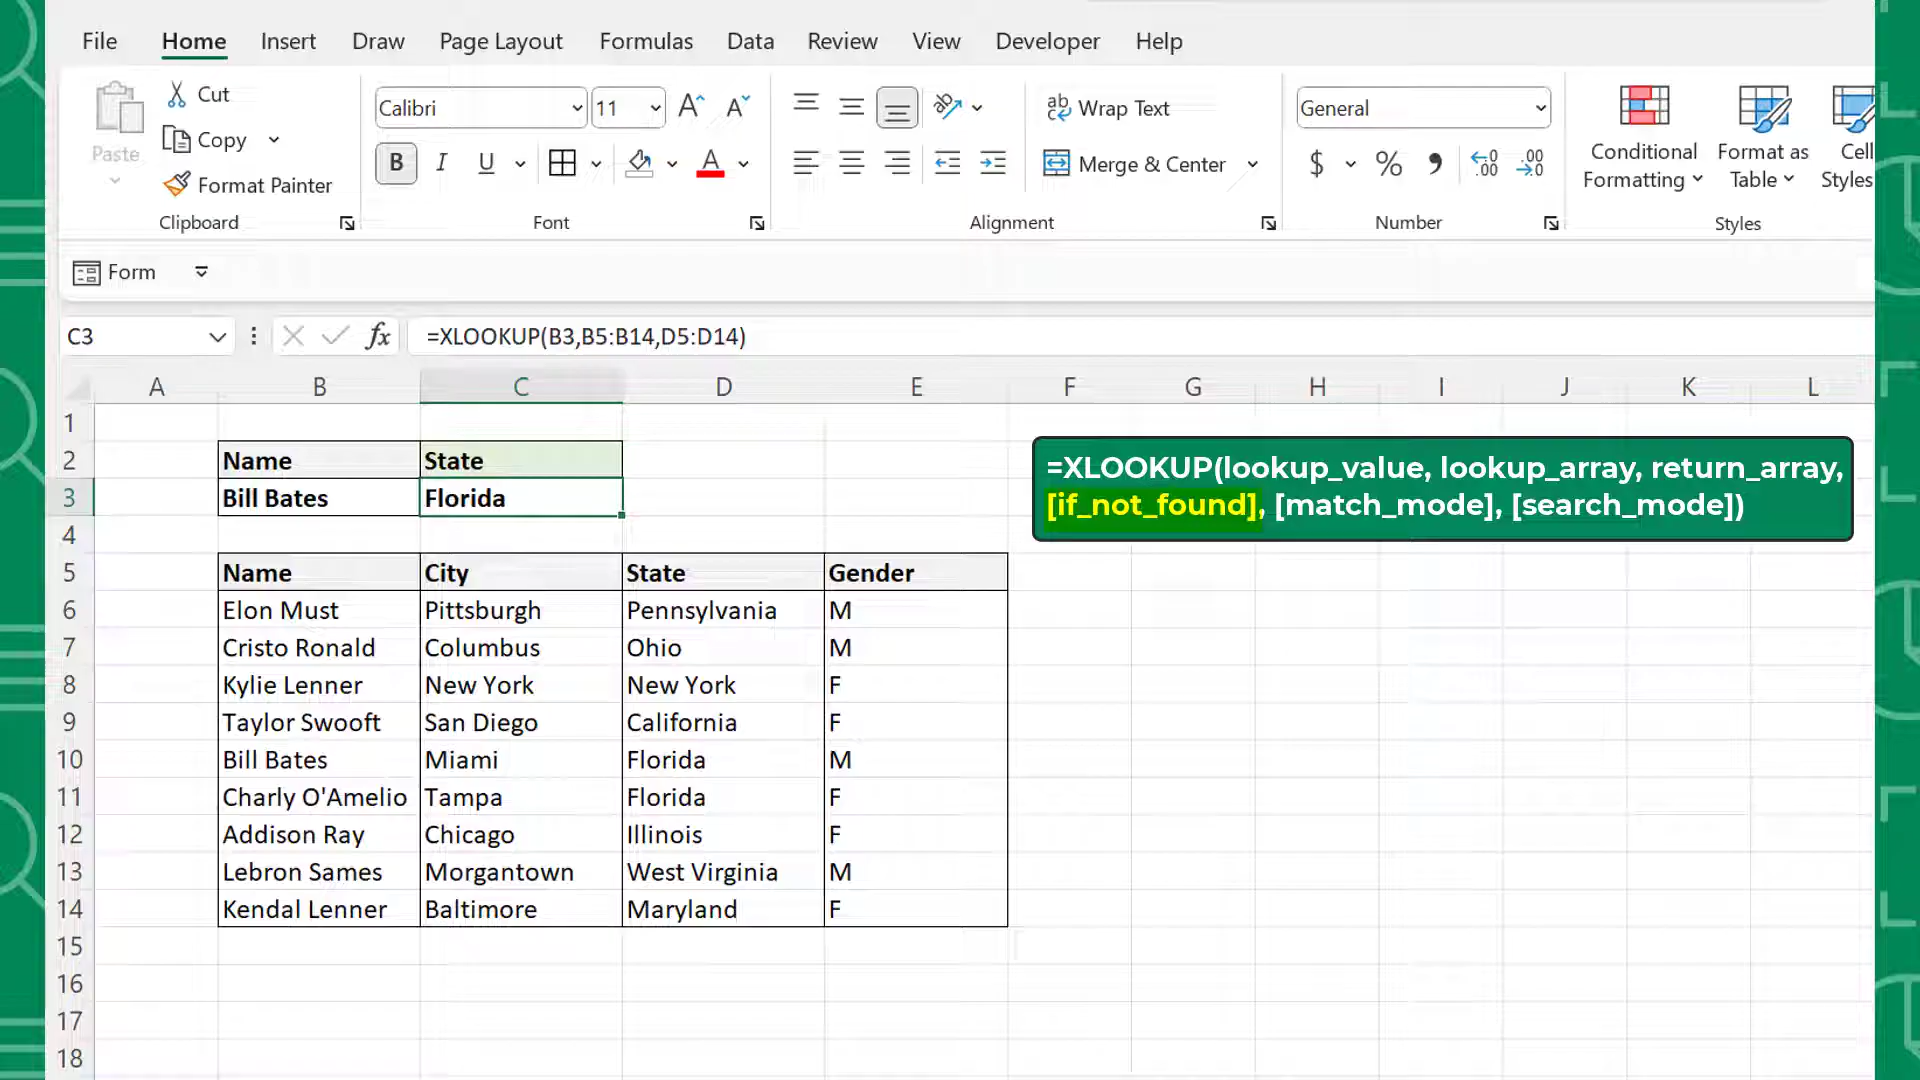 File Home Insert Draw Page Layout Formulas Data Review View Developer Help
Paste
Cut
Copy
Format Painter
Clipboard
Calibri 11
B I U
Font
Wrap Text
Merge & Center
Alignment
General
$ % 9
Number
Conditional Formatting
Format as Table
Cell Styles
Styles
Form
C3 fx =XLOOKUP(B3,B5:B14,D5:D14)
A B C D E F G H I J K L
1
2 Name State
3 Bill Bates Florida
=XLOOKUP(lookup_value, lookup_array, return_array,
[if_not_found], [match_mode], [search_mode])
4
5 Name City State Gender
6 Elon Must Pittsburgh Pennsylvania M
7 Cristo Ronald Columbus Ohio M
8 Kylie Lenner New York New York F
9 Taylor Swooft San Diego California F
10 Bill Bates Miami Florida M
11 Charly O'Amelio Tampa Florida F
12 Addison Ray Chicago Illinois F
13 Lebron Sames Morgantown West Virginia M
14 Kendal Lenner Baltimore Maryland F
15
16
17
18